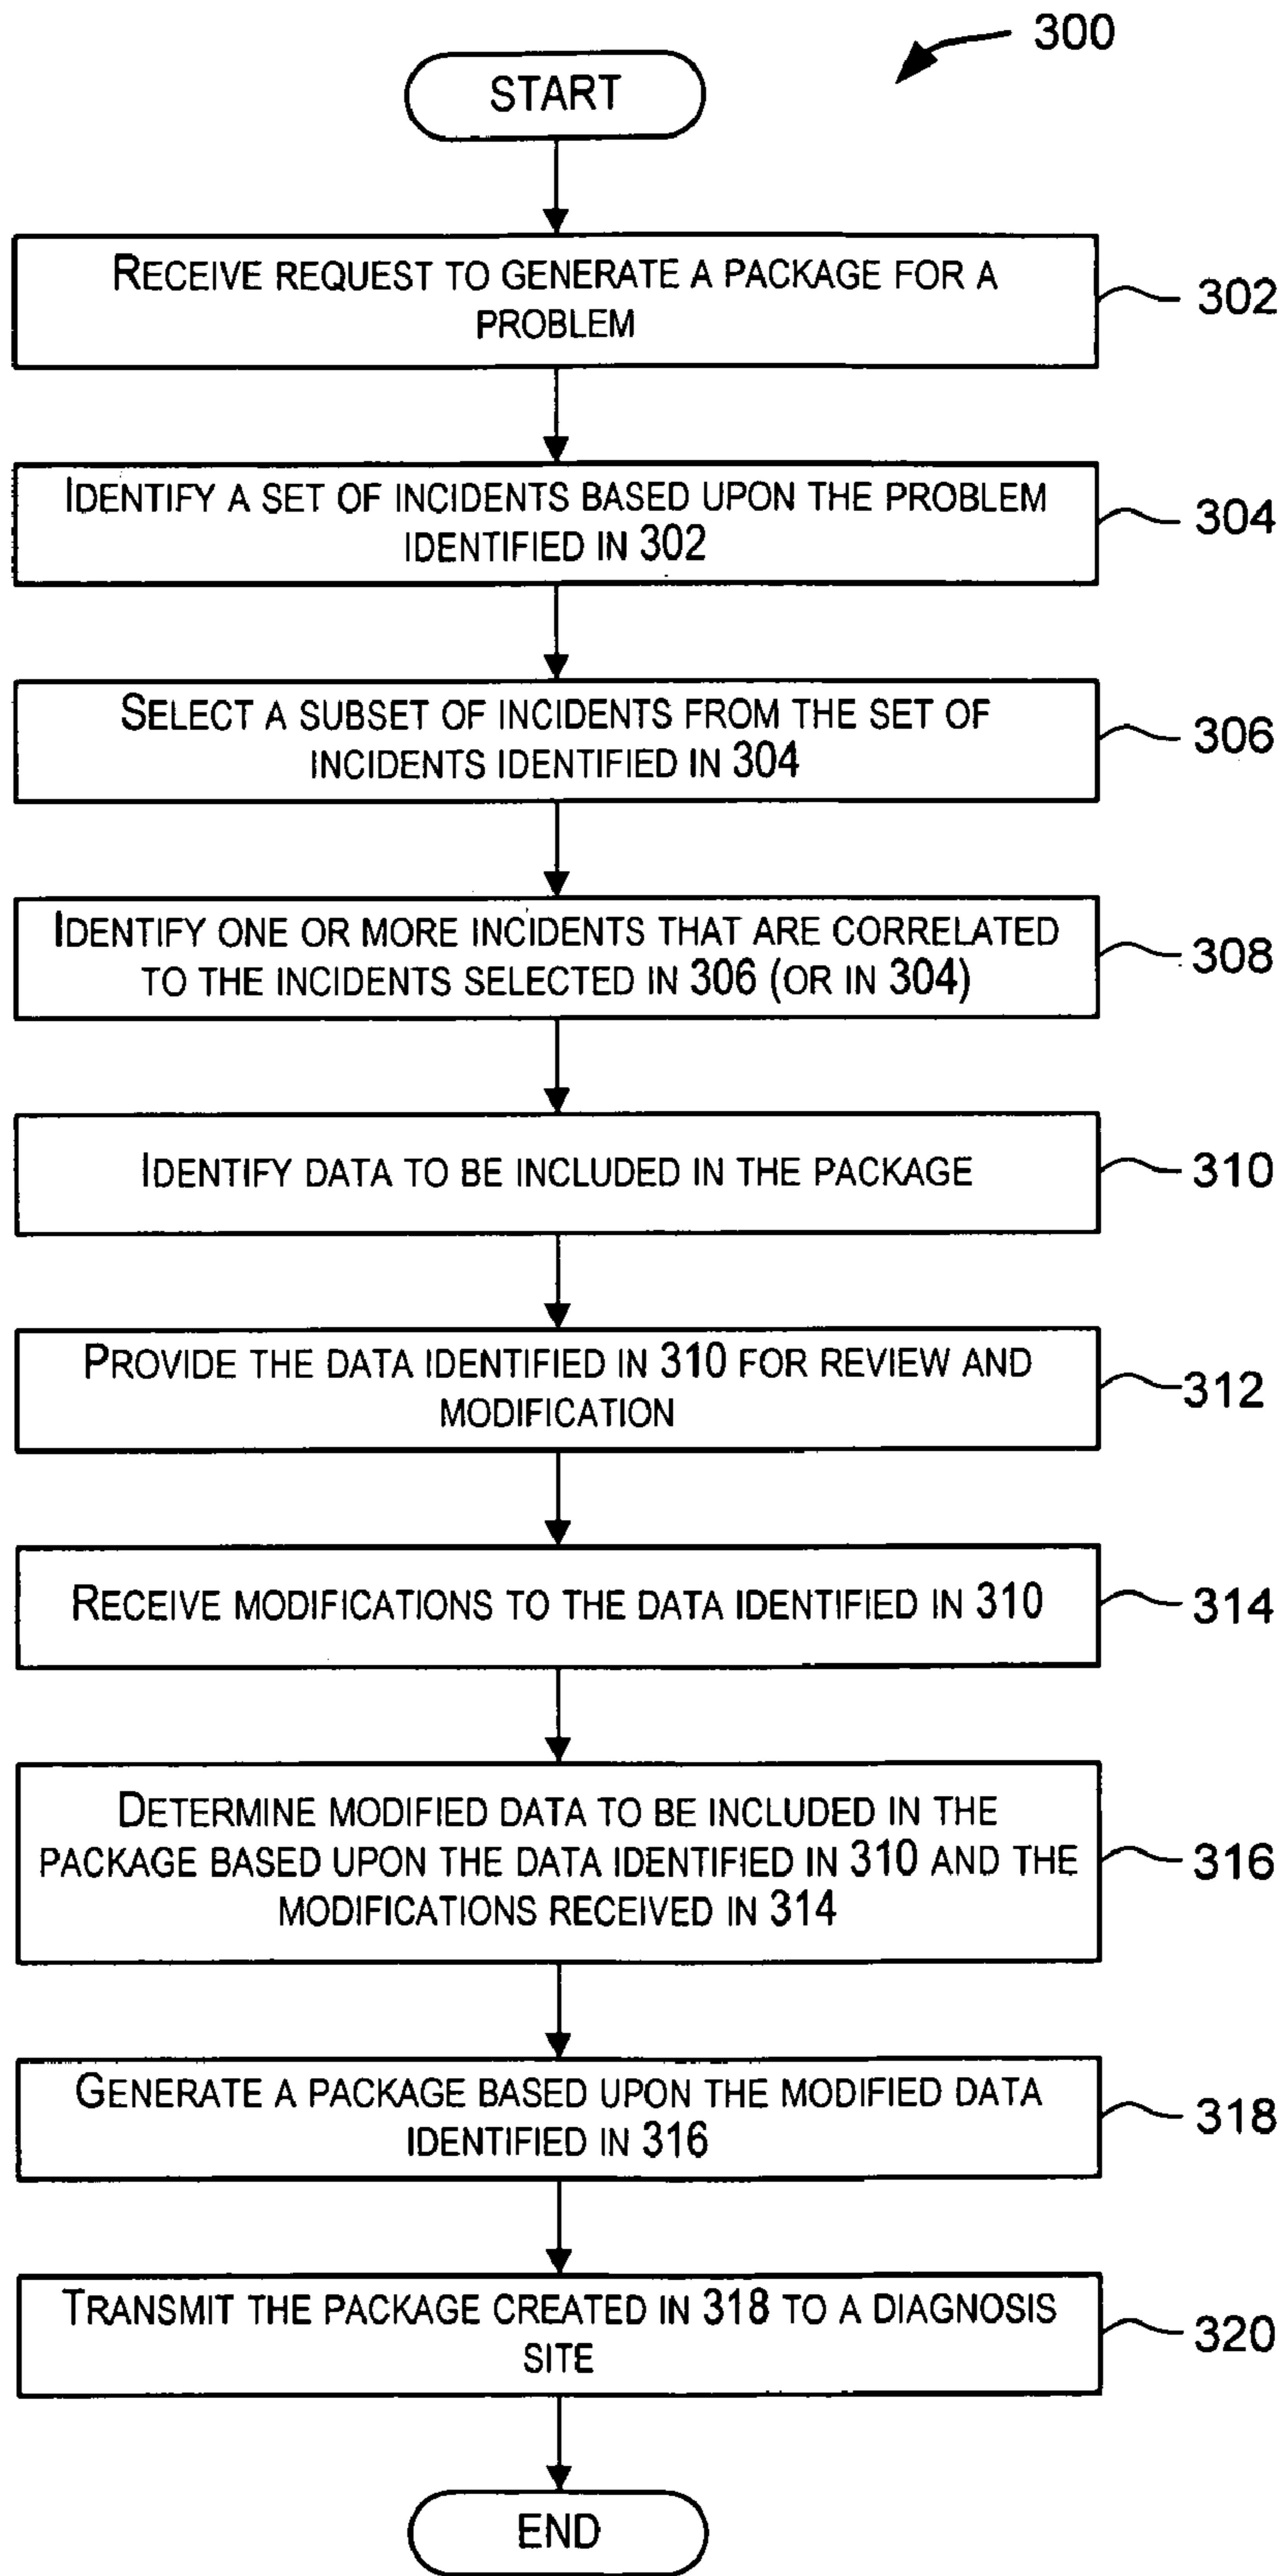 300
START
RECEIVE REQUEST TO GENERATE A PACKAGE FOR A
PROBLEM
302
IDENTIFY A SET OF INCIDENTS BASED UPON THE PROBLEM
IDENTIFIED IN 302
304
SELECT A SUBSET OF INCIDENTS FROM THE SET OF
INCIDENTS IDENTIFIED IN 304
306
IDENTIFY ONE OR MORE INCIDENTS THAT ARE CORRELATED
TO THE INCIDENTS SELECTED IN 306 (OR IN 304)
308
IDENTIFY DATA TO BE INCLUDED IN THE PACKAGE
310
PROVIDE THE DATA IDENTIFIED IN 310 FOR REVIEW AND
MODIFICATION
312
RECEIVE MODIFICATIONS TO THE DATA IDENTIFIED IN 310
314
DETERMINE MODIFIED DATA TO BE INCLUDED IN THE
PACKAGE BASED UPON THE DATA IDENTIFIED IN 310 AND THE
MODIFICATIONS RECEIVED IN 314
316
GENERATE A PACKAGE BASED UPON THE MODIFIED DATA
IDENTIFIED IN 316
318
TRANSMIT THE PACKAGE CREATED IN 318 TO A DIAGNOSIS
SITE
320
END